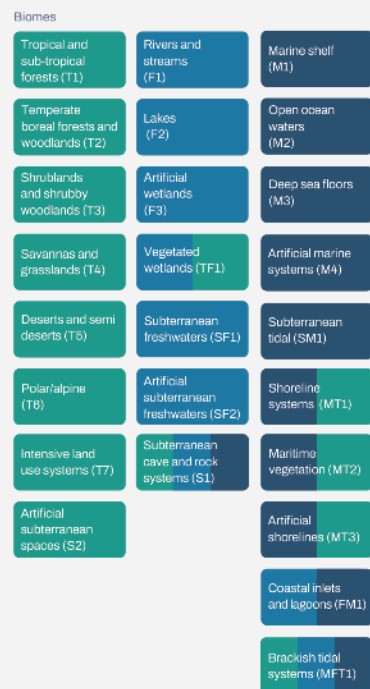 Biomes
Tropical and
sub-tropical
forests (T1)
Temperate
boreal forests and
woodlands (T2)
Shrublands
and shrubby
woodlands (T3)
Savannas and
grasslands (T4)
Deserts and semi
deserts (T5)
Polar/alpine
(T6)
Intensive land
use systems (T7)
Artificial
subterranean
spaces (S2)
Rivers and
streams
(F1)
Lakes
(F2)
Artificial
wetlands
(F3)
Vegetated
wetlands (TF1)
Subterranean
freshwaters (SF1)
Artificial
subterranean
freshwaters (SF2)
Subterranean
cave and rock
systems (S1)
Marine shelf
(M1)
Open ocean
waters
(M2)
Deep sea floors
(M3)
Artificial marine
systems (M4)
Subterranean
tidal (SM1)
Shoreline
systems (MT1)
Maritime
vegetation (MT2)
Artificial
shorelines (MT3)
Coastal inlets
and lagoons (FM1)
Brackish tidal
systems (MFT1)